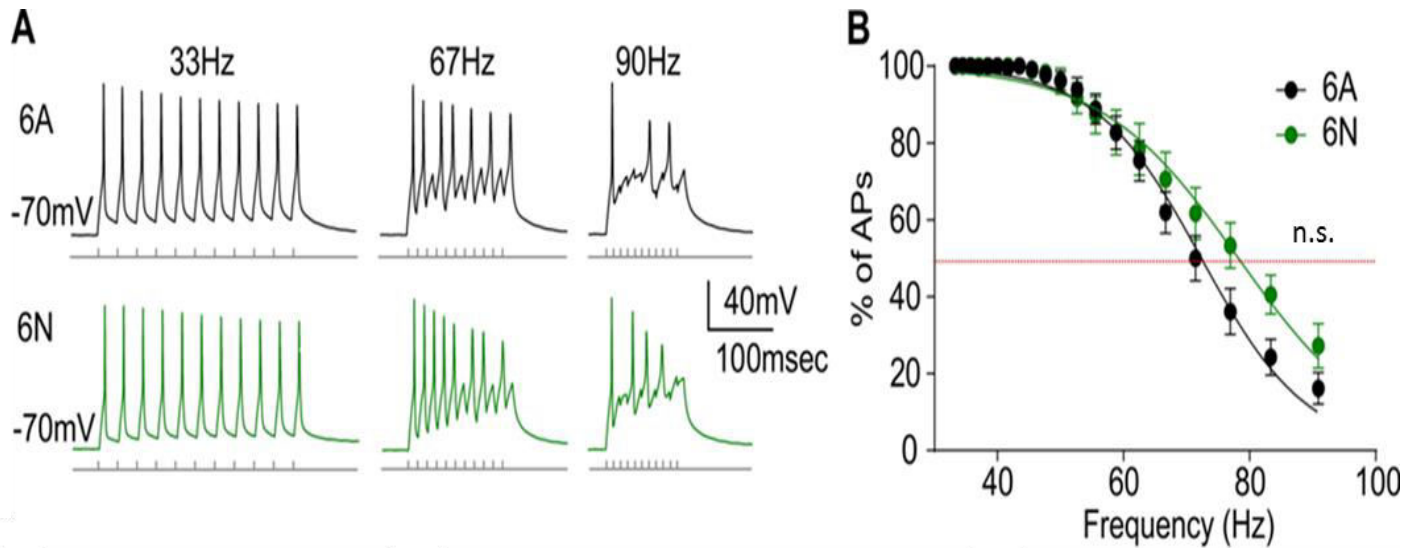 A
33Hz
67Hz
90Hz
6A
-70mV
6N
-70mV
40mV
100msec
B
100
80
60
40
20
0
% of APs
6A
6N
n.s.
40
60
80
100
Frequency (Hz)